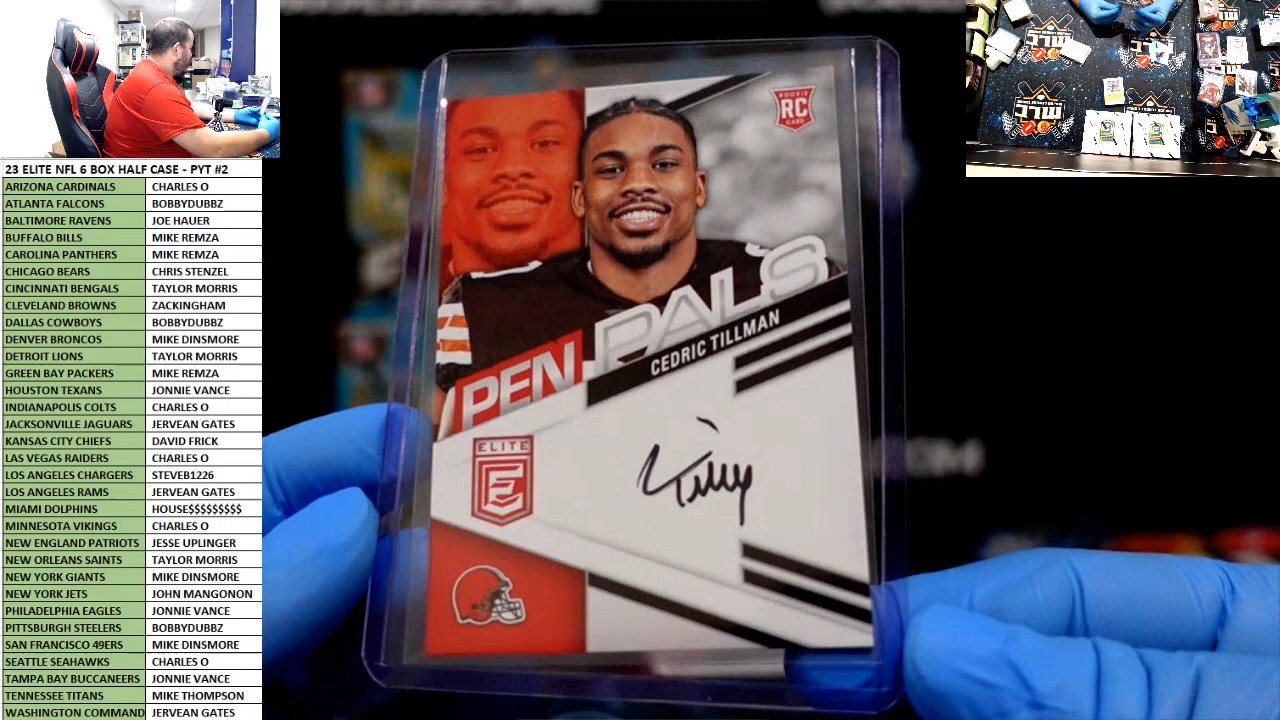 23 ELITE NFL 6 BOX HALF CASE - PYT #2
ARIZONA CARDINALS CHARLES O
ATLANTA FALCONS BOBBYDUBBZ
BALTIMORE RAVENS JOE HAUER
BUFFALO BILLS MIKE REMZA
CAROLINA PANTHERS MIKE REMZA
CHICAGO BEARS CHRIS STENZEL
CINCINNATI BENGALS TAYLOR MORRIS
CLEVELAND BROWNS ZACKINGHAM
DALLAS COWBOYS BOBBYDUBBZ
DENVER BRONCOS MIKE DINSMORE
DETROIT LIONS TAYLOR MORRIS
GREEN BAY PACKERS MIKE REMZA
HOUSTON TEXANS JONNIE VANCE
INDIANAPOLIS COLTS CHARLES O
JACKSONVILLE JAGUARS JERVEAN GATES
KANSAS CITY CHIEFS DAVID FRICK
LAS VEGAS RAIDERS CHARLES O
LOS ANGELES CHARGERS STEVEB1226
LOS ANGELES RAMS JERVEAN GATES
MIAMI DOLPHINS HOUSE$$$$$$$$$
MINNESOTA VIKINGS CHARLES O
NEW ENGLAND PATRIOTS JESSE UPLINGER
NEW ORLEANS SAINTS TAYLOR MORRIS
NEW YORK GIANTS MIKE DINSMORE
NEW YORK JETS JOHN MANGONON
PHILADELPHIA EAGLES JONNIE VANCE
PITTSBURGH STEELERS BOBBYDUBBZ
SAN FRANCISCO 49ERS MIKE DINSMORE
SEATTLE SEAHAWKS CHARLES O
TAMPA BAY BUCCANEERS JONNIE VANCE
TENNESSEE TITANS MIKE THOMPSON
WASHINGTON COMMAND JERVEAN GATES
ROOKIE
RC
CARD
PEN PALS
CEDRIC TILLMAN
ELITE
E